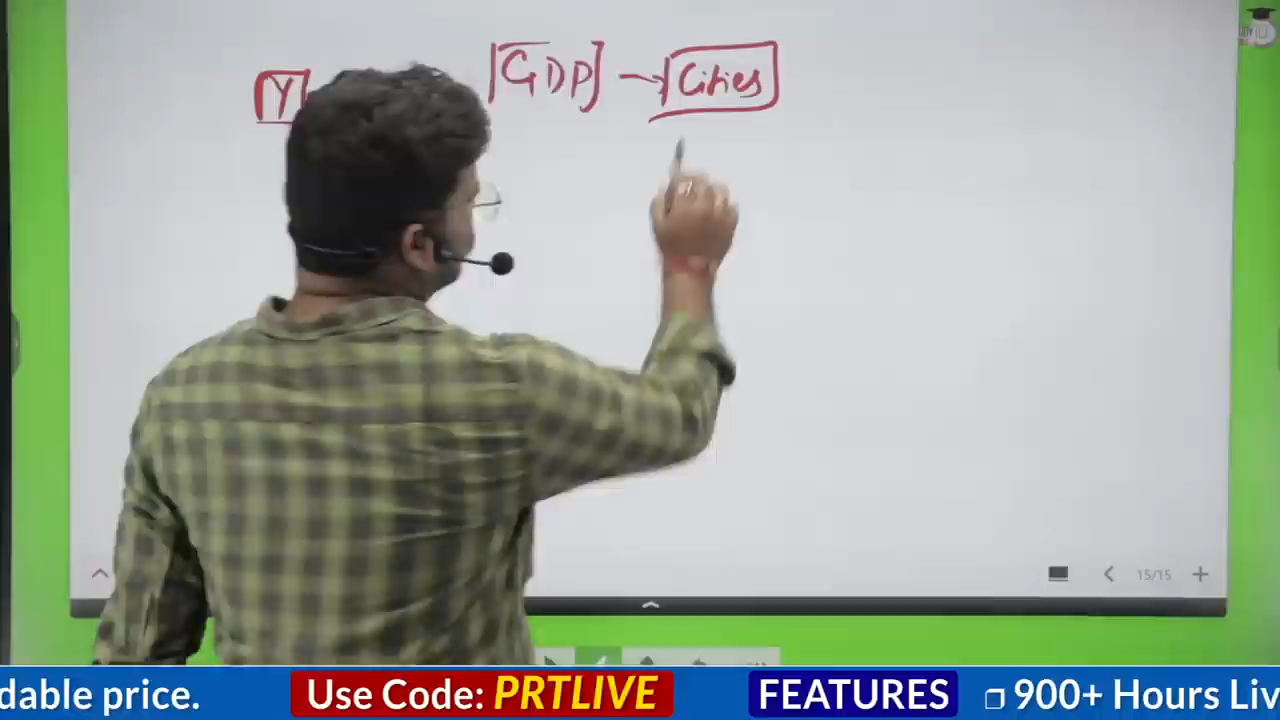 Y GDP → Cities
15/15
dable price. Use Code: PRTLIVE FEATURES 900+ Hours Liv